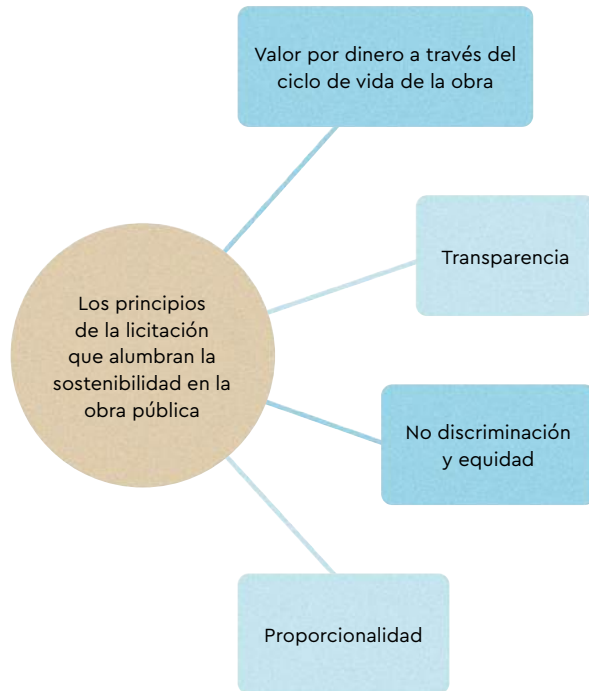 Valor por dinero a través del
ciclo de vida de la obra
Transparencia
Los principios
de la licitación
que alumbran la
sostenibilidad en la
obra pública
No discriminación
y equidad
Proporcionalidad